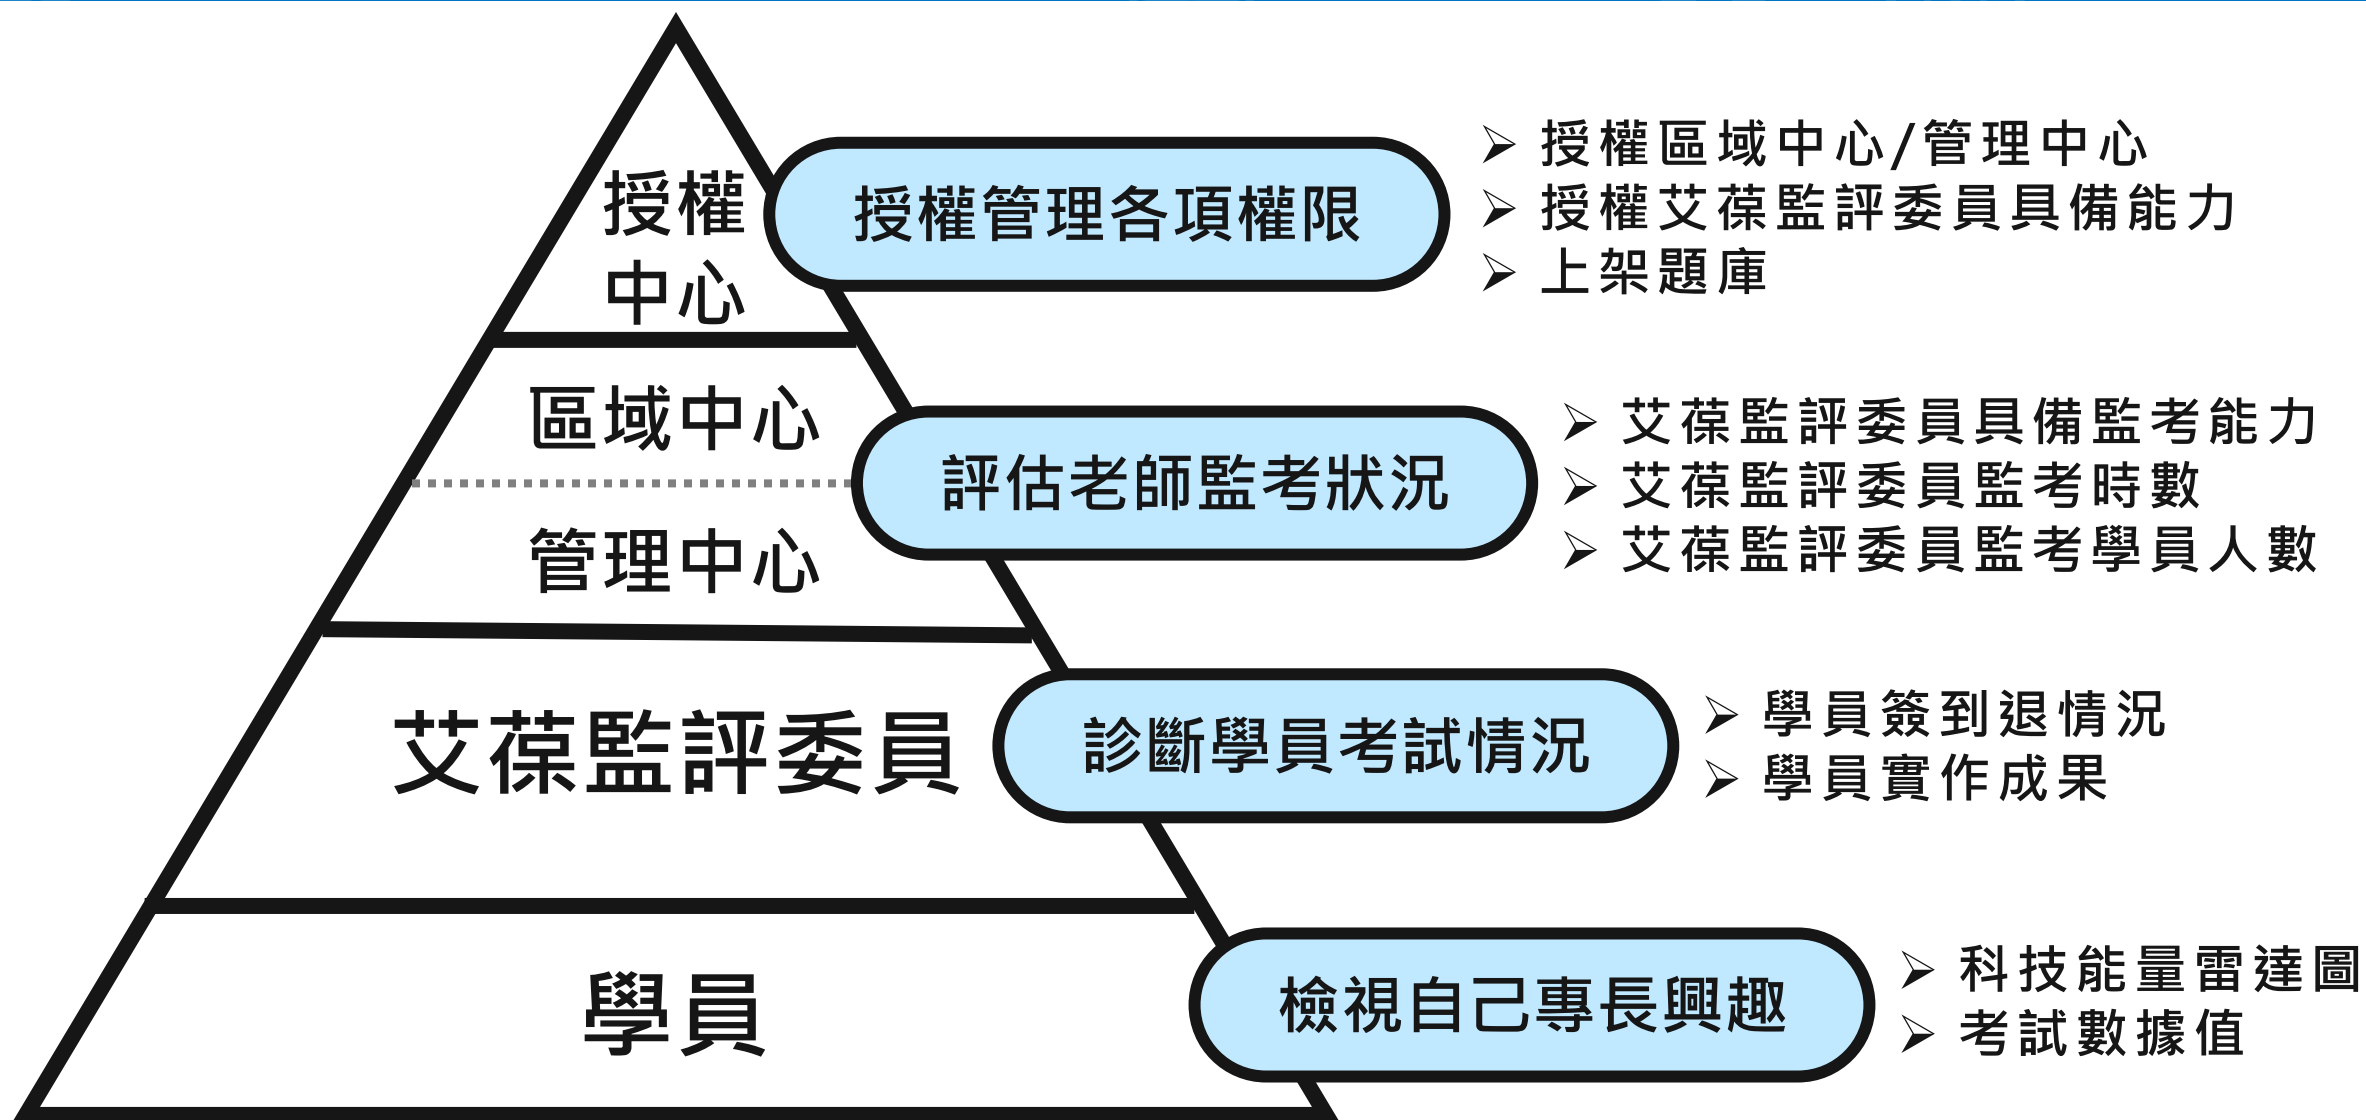 授權
中心
授權管理各項權限
授權區域中心/管理中心
授權艾葆監評委員具備能力
上架題庫
區域中心
管理中心
評估老師監考狀況
艾葆監評委員具備監考能力
艾葆監評委員監考時數
艾葆監評委員監考學員人數
艾葆監評委員
診斷學員考試情況
學員簽到退情況
學員實作成果
學員
檢視自己專長興趣
科技能量雷達圖
考試數據值